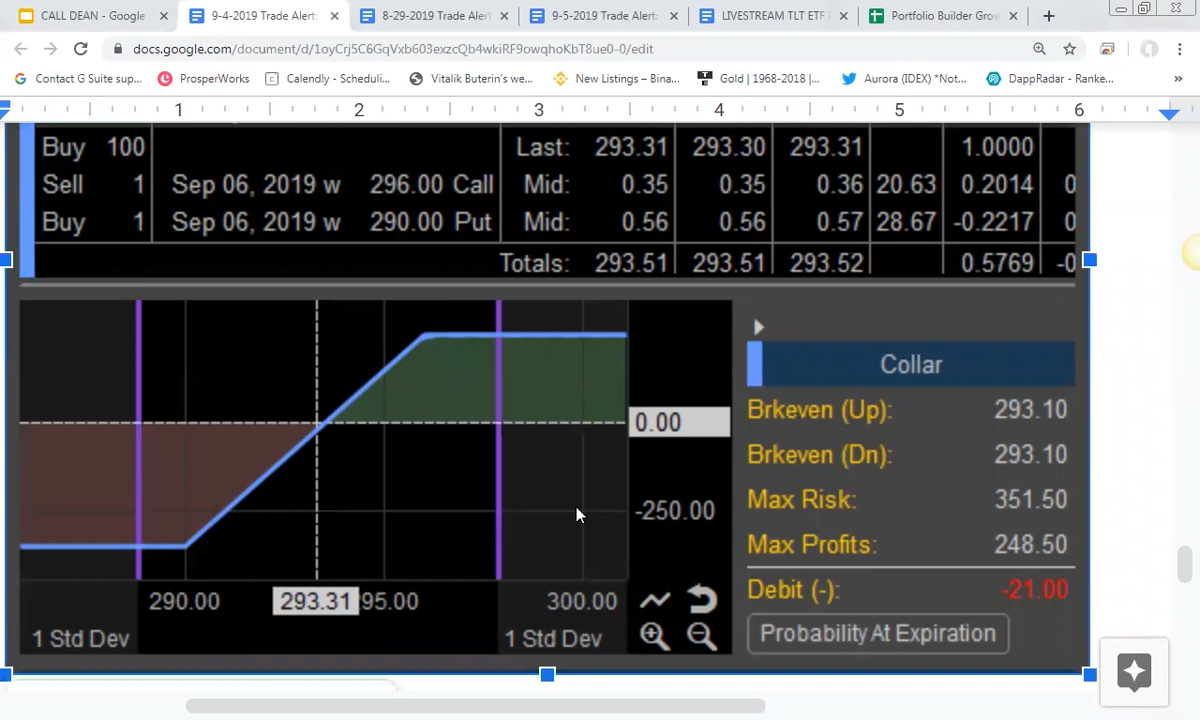 CALL DEAN - Google
9-4-2019 Trade Alert:
8-29-2019 Trade Alert
9-5-2019 Trade Alert:
LIVESTREAM TLT ETF
Portfolio Builder Grou
docs.google.com/document/d/1oyCrj5C6GqVxb603exzcQb4wkiRF9owqhoKbT8ue0-0/edit
Contact G Suite sup...
ProsperWorks
Calendly - Scheduli...
Vitalik Buterin's we...
New Listings – Bina...
Gold | 1968-2018 |...
Aurora (IDEX) *Not...
DappRadar - Ranke...
»
1 2 3 4 5 6
Buy 100 Last: 293.31 293.30 293.31 1.0000
Sell 1 Sep 06, 2019 w 296.00 Call Mid: 0.35 0.35 0.36 20.63 0.2014 0
Buy 1 Sep 06, 2019 w 290.00 Put Mid: 0.56 0.56 0.57 28.67 -0.2217 0
Totals: 293.51 293.51 293.52 0.5769 -0
Collar
0.00
-250.00
Brkeven (Up): 293.10
Brkeven (Dn): 293.10
Max Risk: 351.50
Max Profits: 248.50
Debit (-): -21.00
Probability At Expiration
290.00 293.31 95.00 300.00
1 Std Dev 1 Std Dev